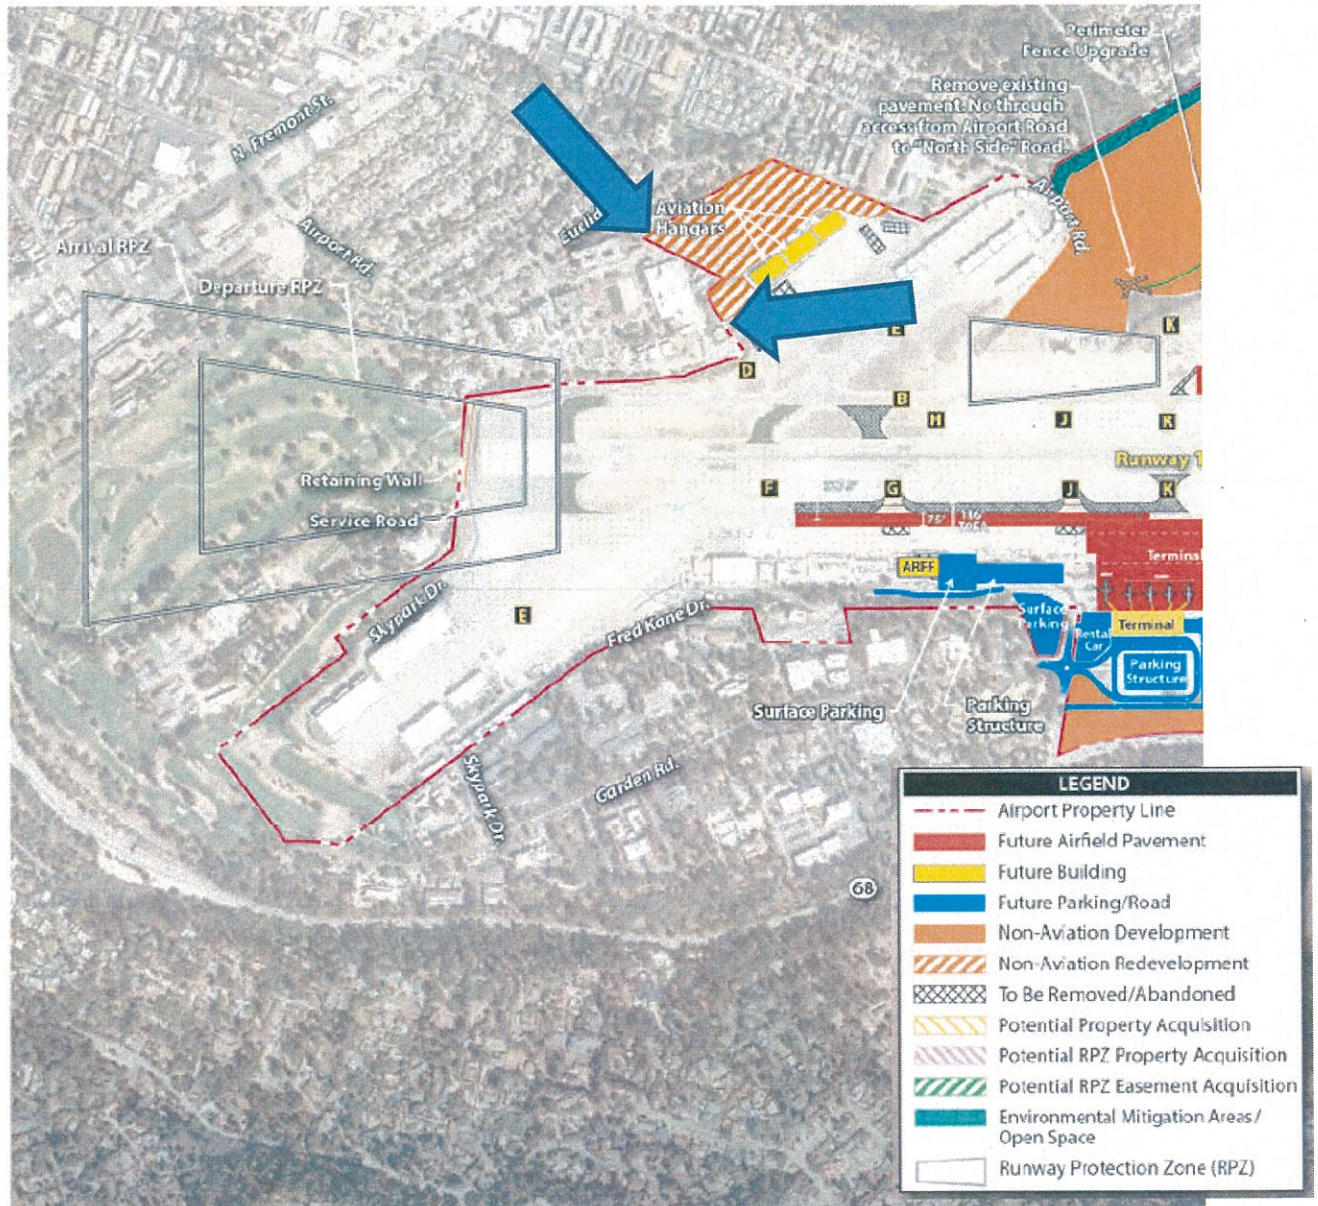 Perimeter
Fence Upgrade
Remove existing
pavement. No through
access from Airport Road
to "North Side" Road.
N. Fremont St.
Airport Rd.
Euclid
Aviation
Hangars
Airport Rd.
Arrival RPZ
Departure RPZ
K
E
D
B
H
J
K
Runway 1
Retaining Wall
Service Road
F
G
J
K
Terminal
ARFF
Skypark Dr.
E
Fred Kane Dr.
Surface
Parking
Rental
Car
Terminal
Parking
Structure
Surface Parking
Parking
Structure
Skypark Dr.
Garden Rd.
68
LEGEND
Airport Property Line
Future Airfield Pavement
Future Building
Future Parking/Road
Non-Aviation Development
Non-Aviation Redevelopment
To Be Removed/Abandoned
Potential Property Acquisition
Potential RPZ Property Acquisition
Potential RPZ Easement Acquisition
Environmental Mitigation Areas/
Open Space
Runway Protection Zone (RPZ)